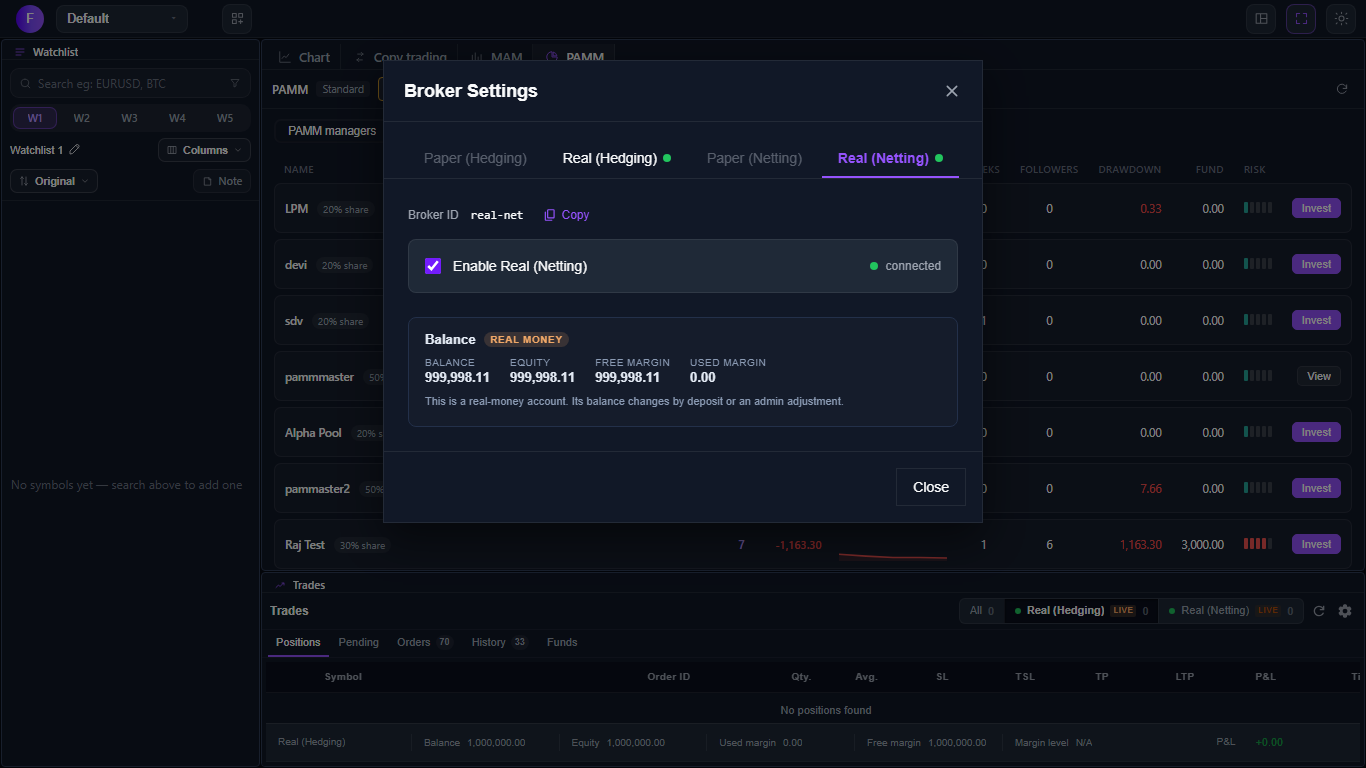 F Default
Watchlist
Search eg: EURUSD, BTC
W1 W2 W3 W4 W5
Watchlist 1 Columns
Original Note
No symbols yet — search above to add one
Chart Copy trading MAM PAMM
PAMM Standard
PAMM managers
NAME FOLLOWERS DRAWDOWN FUND RISK
LPM 20% share 0 0.33 0.00 Invest
devi 20% share 0 0.00 0.00 Invest
sdv 20% share 0 0.00 0.00 Invest
pammmaster 0 0.00 0.00 View
Alpha Pool 0 0.00 0.00 Invest
pammaster2 0 7.66 0.00 Invest
Raj Test 30% share 7 -1,163.30 1 6 1,163.30 3,000.00 Invest
Broker Settings
Paper (Hedging) Real (Hedging) Paper (Netting) Real (Netting)
Broker ID real-net Copy
Enable Real (Netting) connected
Balance REAL MONEY
BALANCE EQUITY FREE MARGIN USED MARGIN
999,998.11 999,998.11 999,998.11 0.00
This is a real-money account. Its balance changes by deposit or an admin adjustment.
Close
Trades
Trades All 0 Real (Hedging) LIVE 0 Real (Netting) LIVE 0
Positions Pending Orders 70 History 33 Funds
Symbol Order ID Qty. Avg. SL TSL TP LTP P&L Ti
No positions found
Real (Hedging) Balance 1,000,000.00 Equity 1,000,000.00 Used margin 0.00 Free margin 1,000,000.00 Margin level N/A P&L +0.00